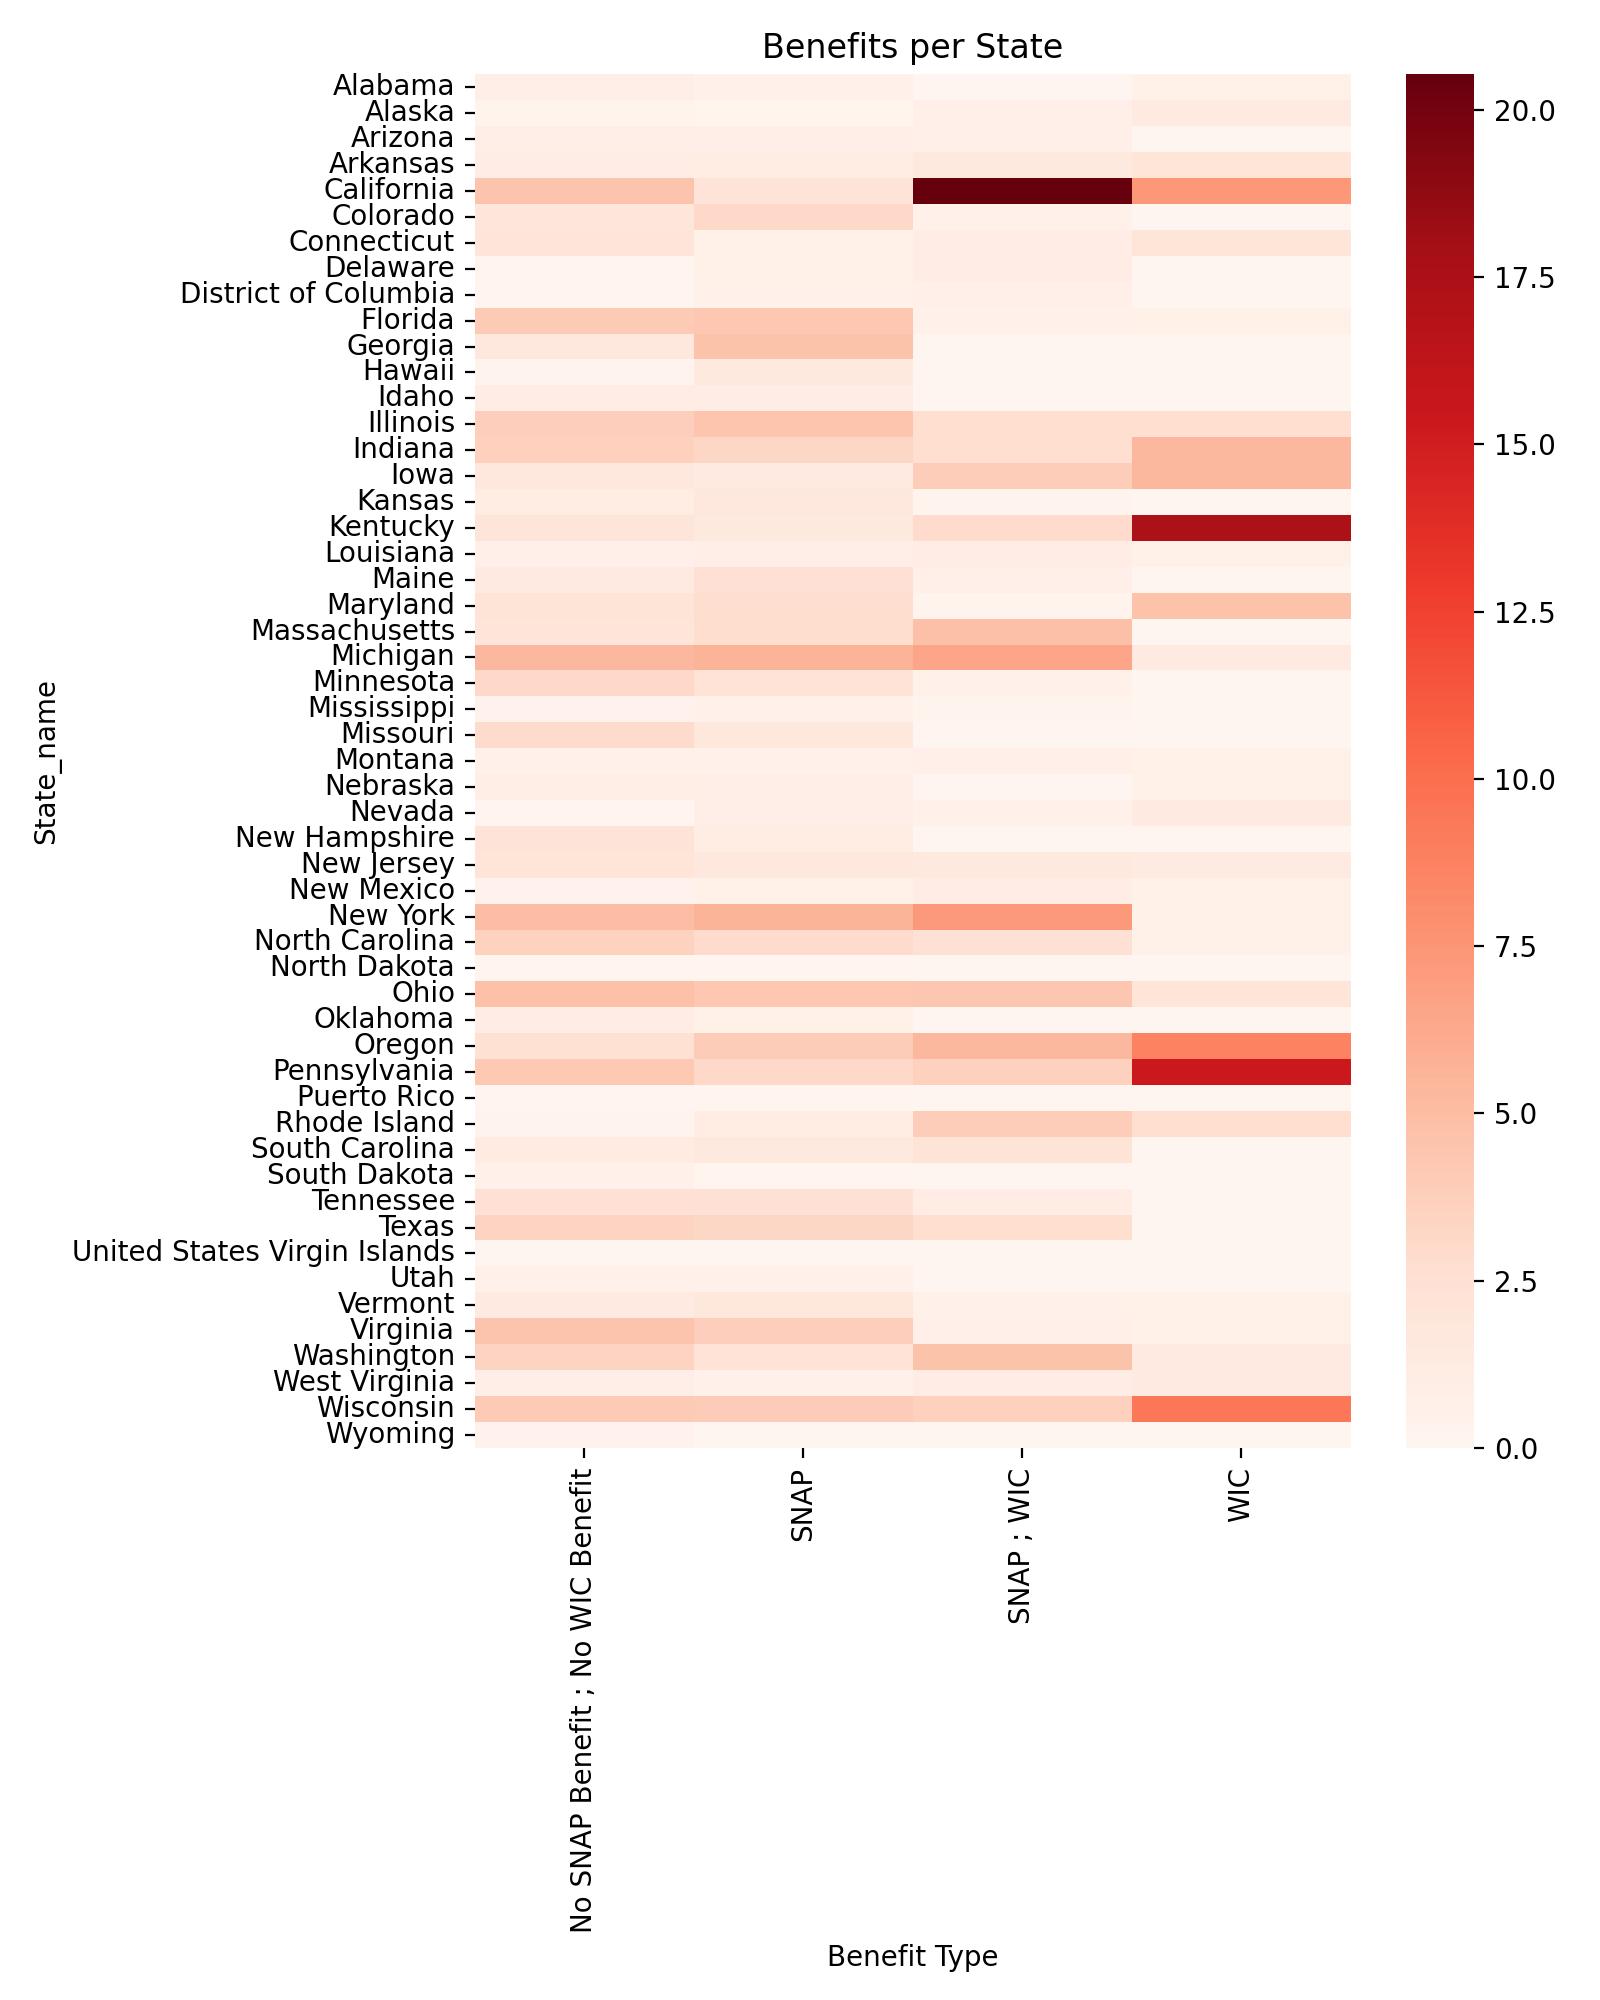 Benefits per State
Alabama
Alaska
Arizona
Arkansas
California
Colorado
Connecticut
Delaware
District of Columbia
Florida
Georgia
Hawaii
Idaho
Illinois
Indiana
Iowa
Kansas
Kentucky
Louisiana
Maine
Maryland
Massachusetts
Michigan
Minnesota
Mississippi
Missouri
Montana
Nebraska
Nevada
New Hampshire
New Jersey
New Mexico
New York
North Carolina
North Dakota
Ohio
Oklahoma
Oregon
Pennsylvania
Puerto Rico
Rhode Island
South Carolina
South Dakota
Tennessee
Texas
United States Virgin Islands
Utah
Vermont
Virginia
Washington
West Virginia
Wisconsin
Wyoming
State_name
No SNAP Benefit ; No WIC Benefit
SNAP
SNAP ; WIC
WIC
Benefit Type
20.0
17.5
15.0
12.5
10.0
7.5
5.0
2.5
0.0